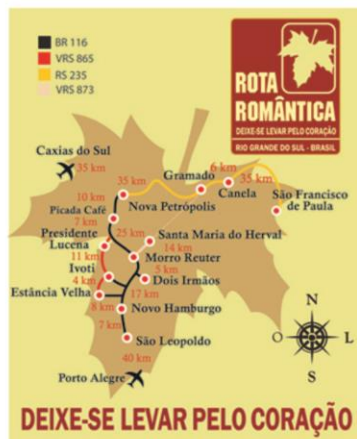 BR 116
VRS 865
RS 235
VRS 873
ROTA
ROMÂNTICA
DEIXE-SE LEVAR PELO CORAÇÃO
RIO GRANDE DO SUL - BRASIL
Caxias do Sul
35 km
6 km
Gramado
35 km
35 km
Canela
10 km
São Francisco
de Paula
Nova Petrópolis
Picada Café
7 km
Presidente
Lucena
25 km
Santa Maria do Herval
14 km
11 km
Morro Reuter
Ivoti
5 km
4 km
Dois Irmãos
Estância Velha
17 km
8 km
Novo Hamburgo
7 km
São Leopoldo
40 km
Porto Alegre
N
O
L
S
DEIXE-SE LEVAR PELO CORAÇÃO